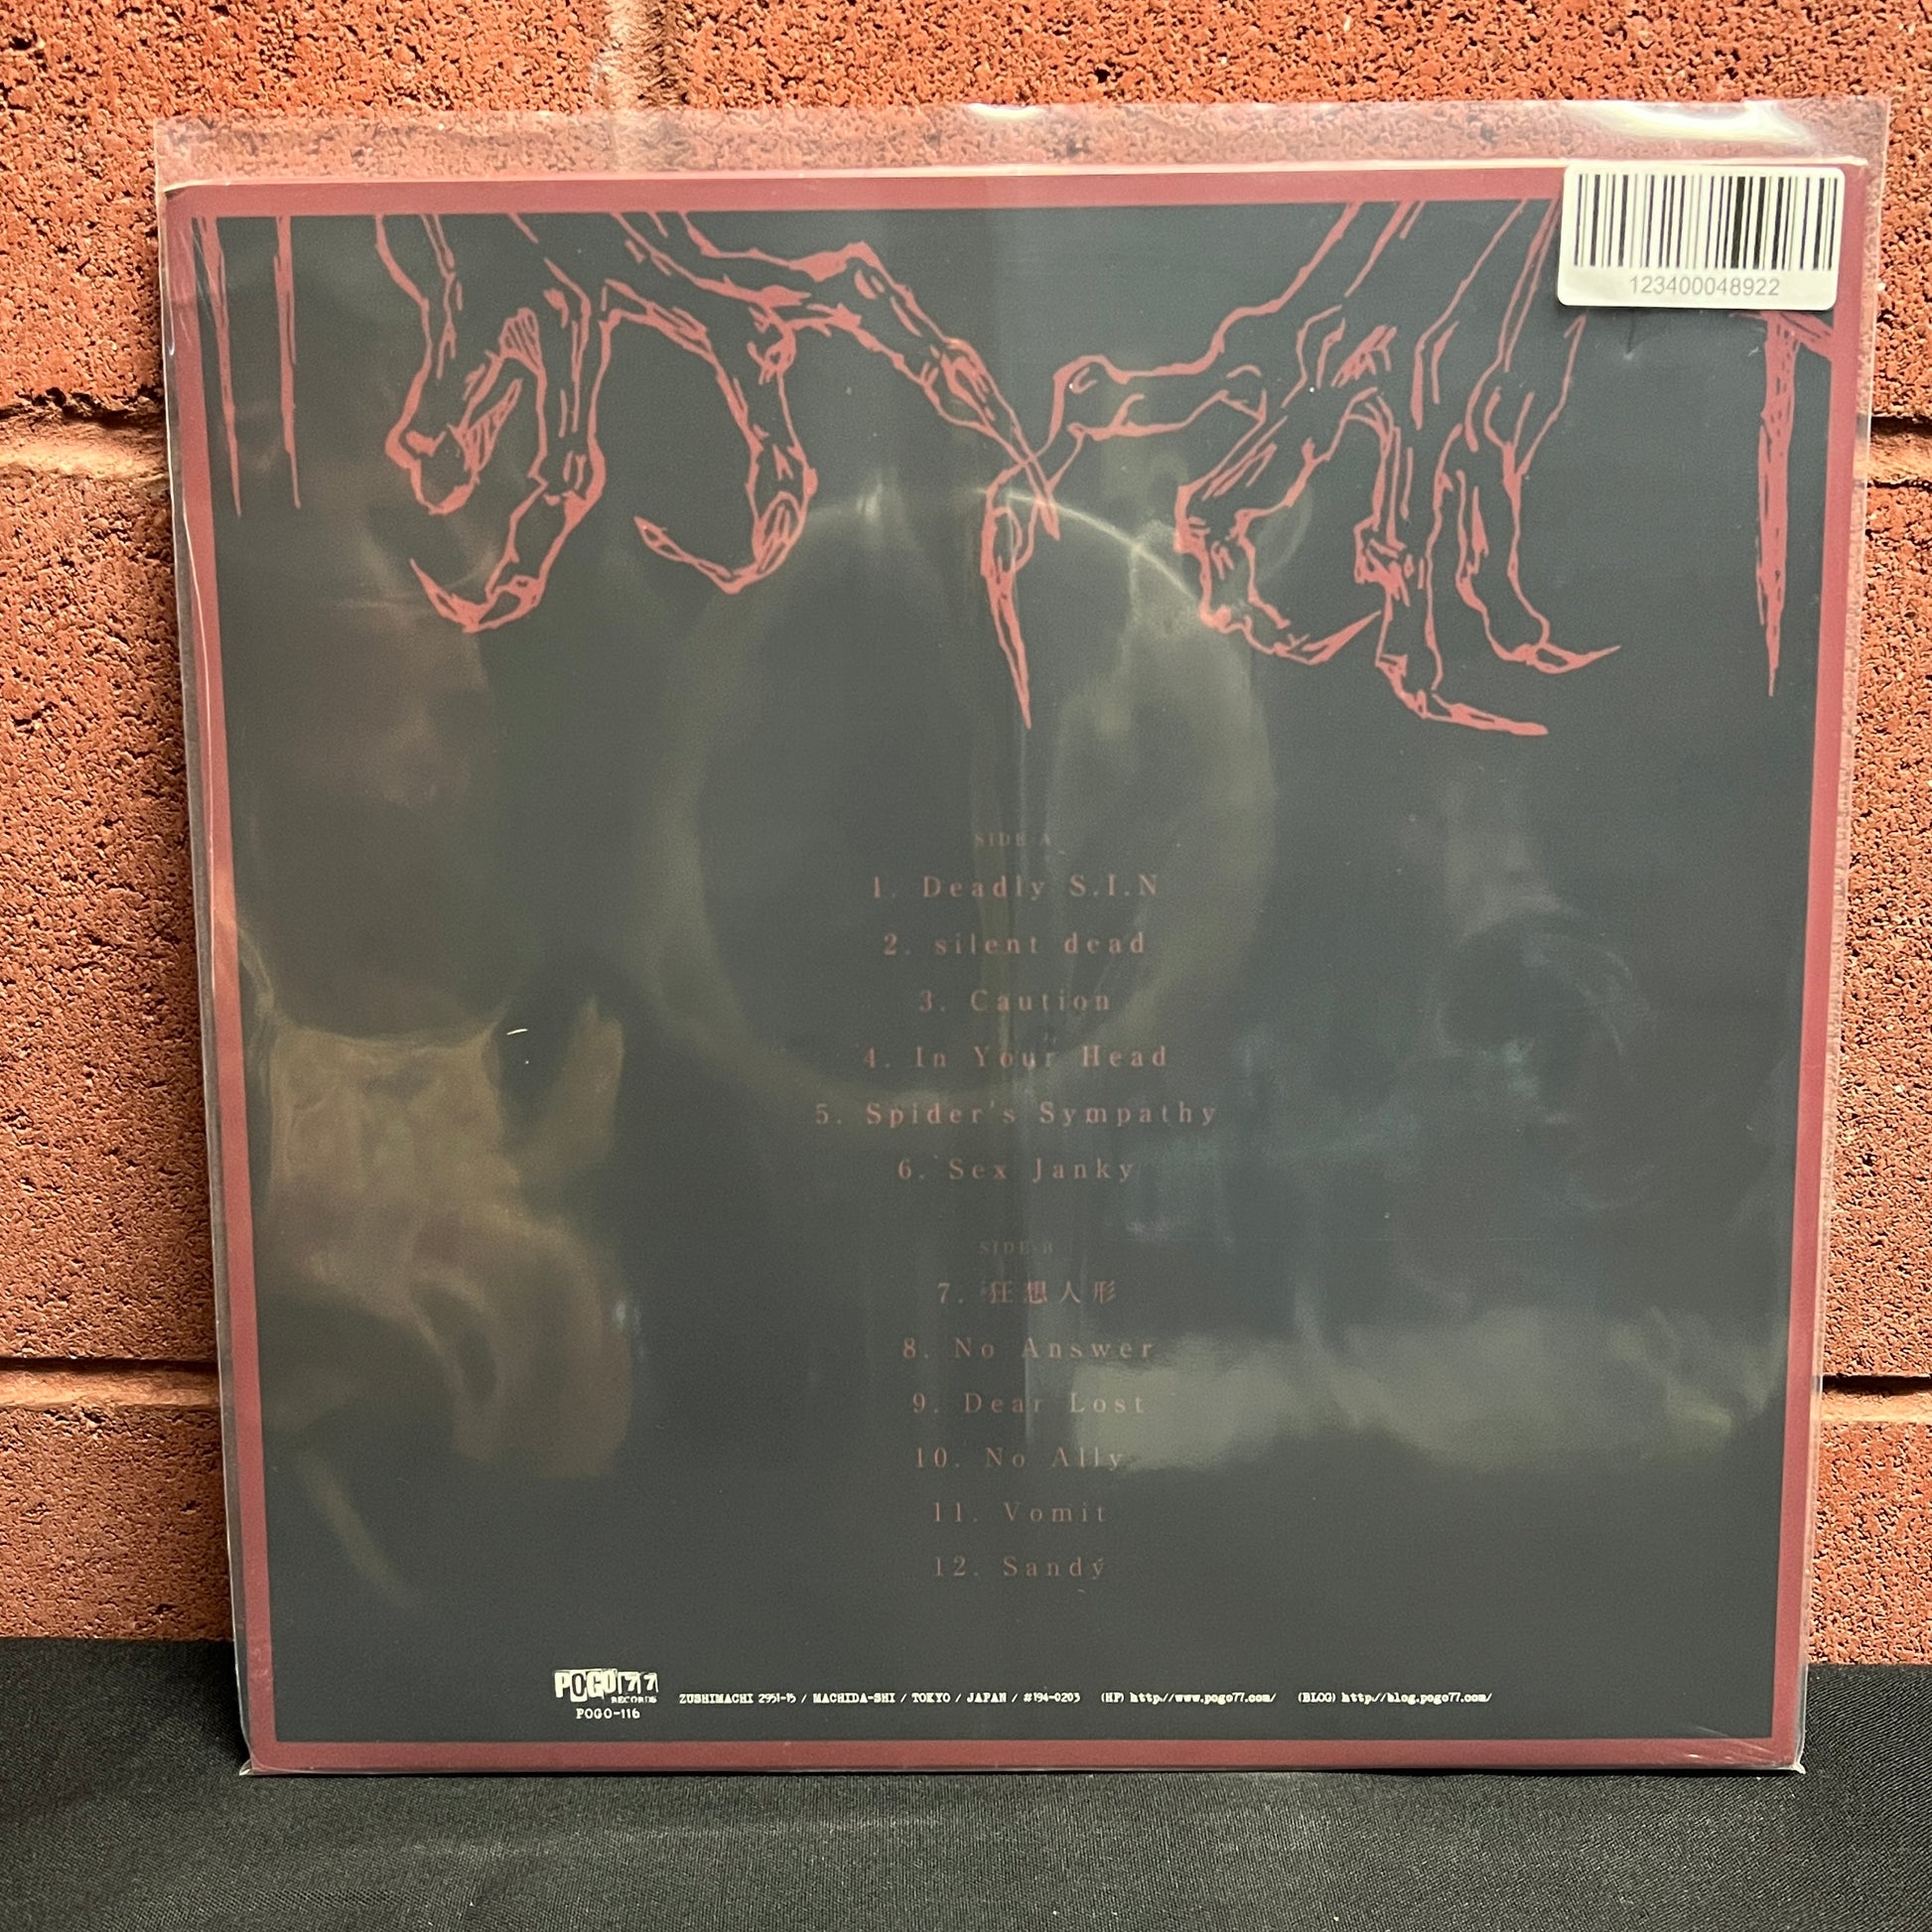 123400048922
SIDE A
1. Deadly S.I.N
2. silent dead
3. Caution
4. In Your Head
5. Spider's Sympathy
6. Sex Janky
SIDE B
7. 狂想人形
8. No Answer
9. Dear Lost
10. No Ally
11. Vomit
12. Sandy
POGO77
RECORDS
POGO-116
ZUSHIMACHI 2951-15 / MACHIDA-SHI / TOKYO / JAPAN / #194-0203 (HP) http://www.pogo77.com/ (BLOG) http://blog.pogo77.com/